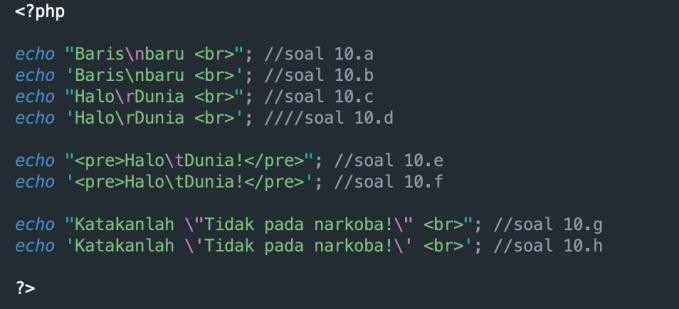 <?php
echo "Baris\nbaru <br>"; //soal 10.a
echo 'Baris\nbaru <br>'; //soal 10.b
echo "Halo\rDunia <br>"; //soal 10.c
echo 'Halo\rDunia <br>'; ////soal 10.d
echo "<pre>Halo\tDunia!</pre>"; //soal 10.e
echo '<pre>Halo\tDunia!</pre>'; //soal 10.f
echo "Katakanlah \"Tidak pada narkoba!\" <br>"; //soal 10.g
echo 'Katakanlah \'Tidak pada narkoba!\' <br>'; //soal 10.h
?>